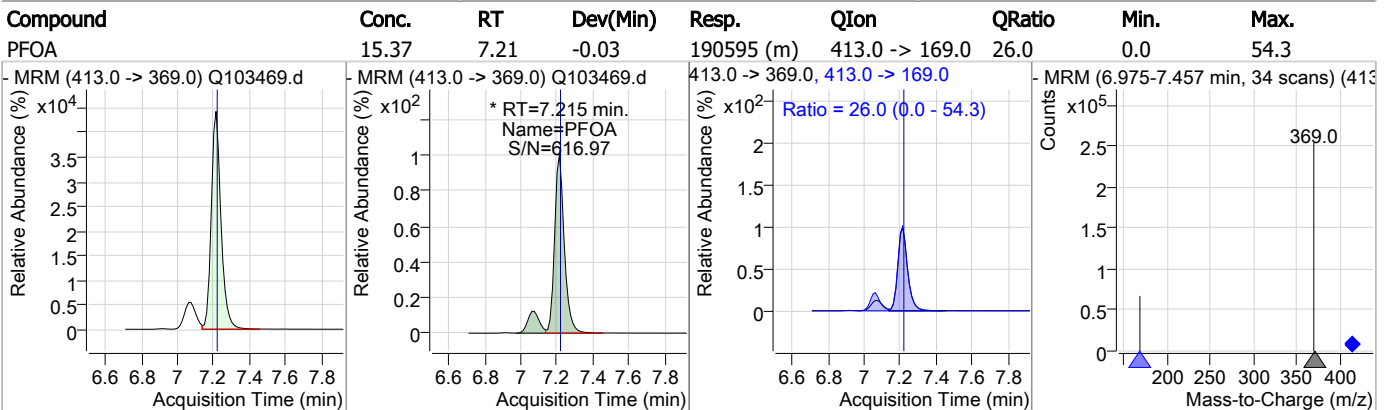 Compound Conc. RT Dev(Min) Resp. QIon QRatio Min. Max.
PFOA 15.37 7.21 -0.03 190595 (m) 413.0 -> 169.0 26.0 0.0 54.3
- MRM (413.0 -> 369.0) Q103469.d
x10^4
Relative Abundance (%)
3.5
3
2.5
2
1.5
1
0.5
0
6.6 6.8 7 7.2 7.4 7.6 7.8
Acquisition Time (min)
- MRM (413.0 -> 369.0) Q103469.d
x10^2
* RT=7.215 min.
Name=PFOA
S/N=616.97
Relative Abundance (%)
1
0.8
0.6
0.4
0.2
0
6.6 6.8 7 7.2 7.4 7.6 7.8
Acquisition Time (min)
413.0 -> 369.0, 413.0 -> 169.0
x10^2
Ratio = 26.0 (0.0 - 54.3)
Relative Abundance (%)
2
1.5
1
0.5
0
6.6 6.8 7 7.2 7.4 7.6 7.8
Acquisition Time (min)
- MRM (6.975-7.457 min, 34 scans) (413
x10^5
Counts
369.0
2.5
2
1.5
1
0.5
0
200 250 300 350 400
Mass-to-Charge (m/z)